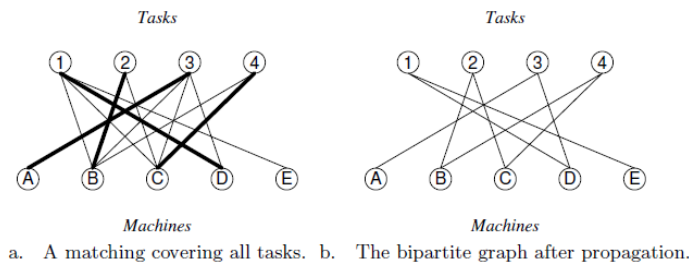 Tasks Tasks
1 2 3 4 1 2 3 4
A B C D E A B C D E
Machines Machines
a. A matching covering all tasks. b. The bipartite graph after propagation.